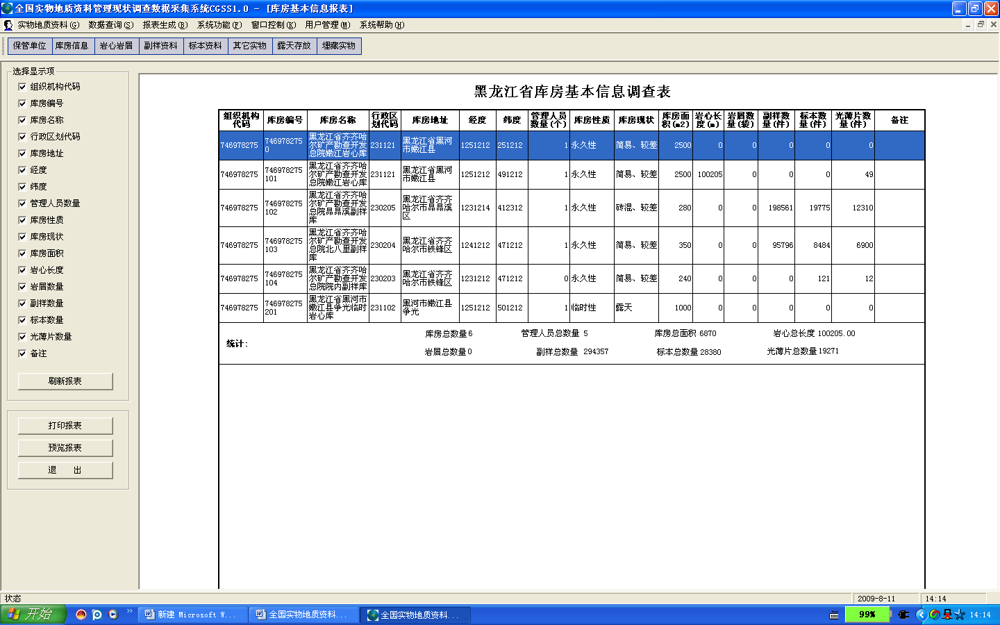 全国实物地质资料管理现状调查数据采集系统CGSS1.0 - [库房基本信息报表]
实物地质资料(G) 数据查询(S) 报表生成(B) 系统功能(F) 窗口控制(K) 用户管理(M) 系统帮助(H)
保管单位 库房信息 岩心岩屑 副样资料 标本资料 其它实物 露天存放 埋藏实物
选择显示项
组织机构代码
库房编号
库房名称
行政区划代码
库房地址
经度
纬度
管理人员数量
库房性质
库房现状
库房面积
岩心长度
岩屑数量
副样数量
标本数量
光薄片数量
备注
刷新报表
打印报表
预览报表
退 出
黑龙江省库房基本信息调查表
组织机构代码 库房编号 库房名称 行政区划代码 库房地址 经度 纬度 管理人员数量(个) 库房性质 库房现状 库房面积(m2) 岩心长度(m) 岩屑数量(袋) 副样数量(件) 标本数量(件) 光薄片数量(件) 备注
746978275 7469782750 黑龙江省齐齐哈尔矿产勘查开发总院嫩江岩心库 231121 黑龙江省黑河市嫩江县 1251212 251212 1 永久性 简易、较差 2500 0 0 0 0 0
746978275 746978275101 黑龙江省齐齐哈尔矿产勘查开发总院嫩江岩心库 231121 黑龙江省黑河市嫩江县 1251212 491212 1 永久性 简易、较差 2500 100205 0 0 0 49
746978275 746978275102 黑龙江省齐齐哈尔矿产勘查开发总院昂昂溪副样库 230205 黑龙江省齐齐哈尔市昂昂溪区 1231214 412312 1 永久性 砖混、较差 280 0 0 198561 19775 12310
746978275 746978275103 黑龙江省齐齐哈尔矿产勘查开发总院北八里副样库 230204 黑龙江省齐齐哈尔市铁锋区 1241212 471212 1 永久性 简易、较差 350 0 0 95796 8484 6900
746978275 746978275104 黑龙江省齐齐哈尔矿产勘查开发总院院内副样库 230203 黑龙江省齐齐哈尔市铁锋区 1231212 471212 0 永久性 简易、较差 240 0 0 0 121 12
746978275 746978275201 黑龙江省黑河市嫩江县争光临时岩心库 231102 黑河市嫩江县争光 1251212 501212 1 临时性 露天 1000 0 0 0 0 0
统计: 库房总数量6 管理人员总数量 5 库房总面积 6870 岩心总长度 100205.00
岩屑总数量0 副样总数量 294357 标本总数量28380 光薄片总数量19271
状态 2009-8-11 14:14
开始 新建 Microsoft W... 全国实物地质资料... 全国实物地质资料... 99% 14:14